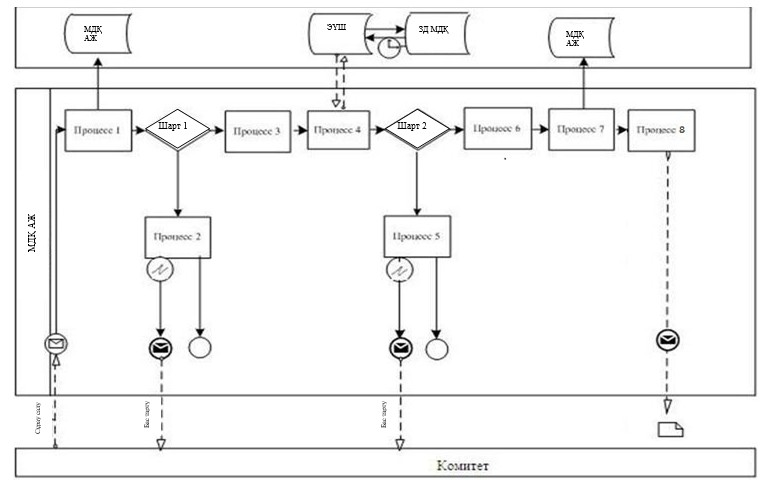 МДҚ
АЖ
ЭҮШ
ЗД МДҚ
МДҚ
АЖ
Процесс 1
Шарт 1
Процесс 3
Процесс 4
Шарт 2
Процесс 6
Процесс 7
Процесс 8
МДҚ АЖ
Процесс 2
Процесс 5
Сұрау салу
Бас тарту
Бас тарту
Комитет